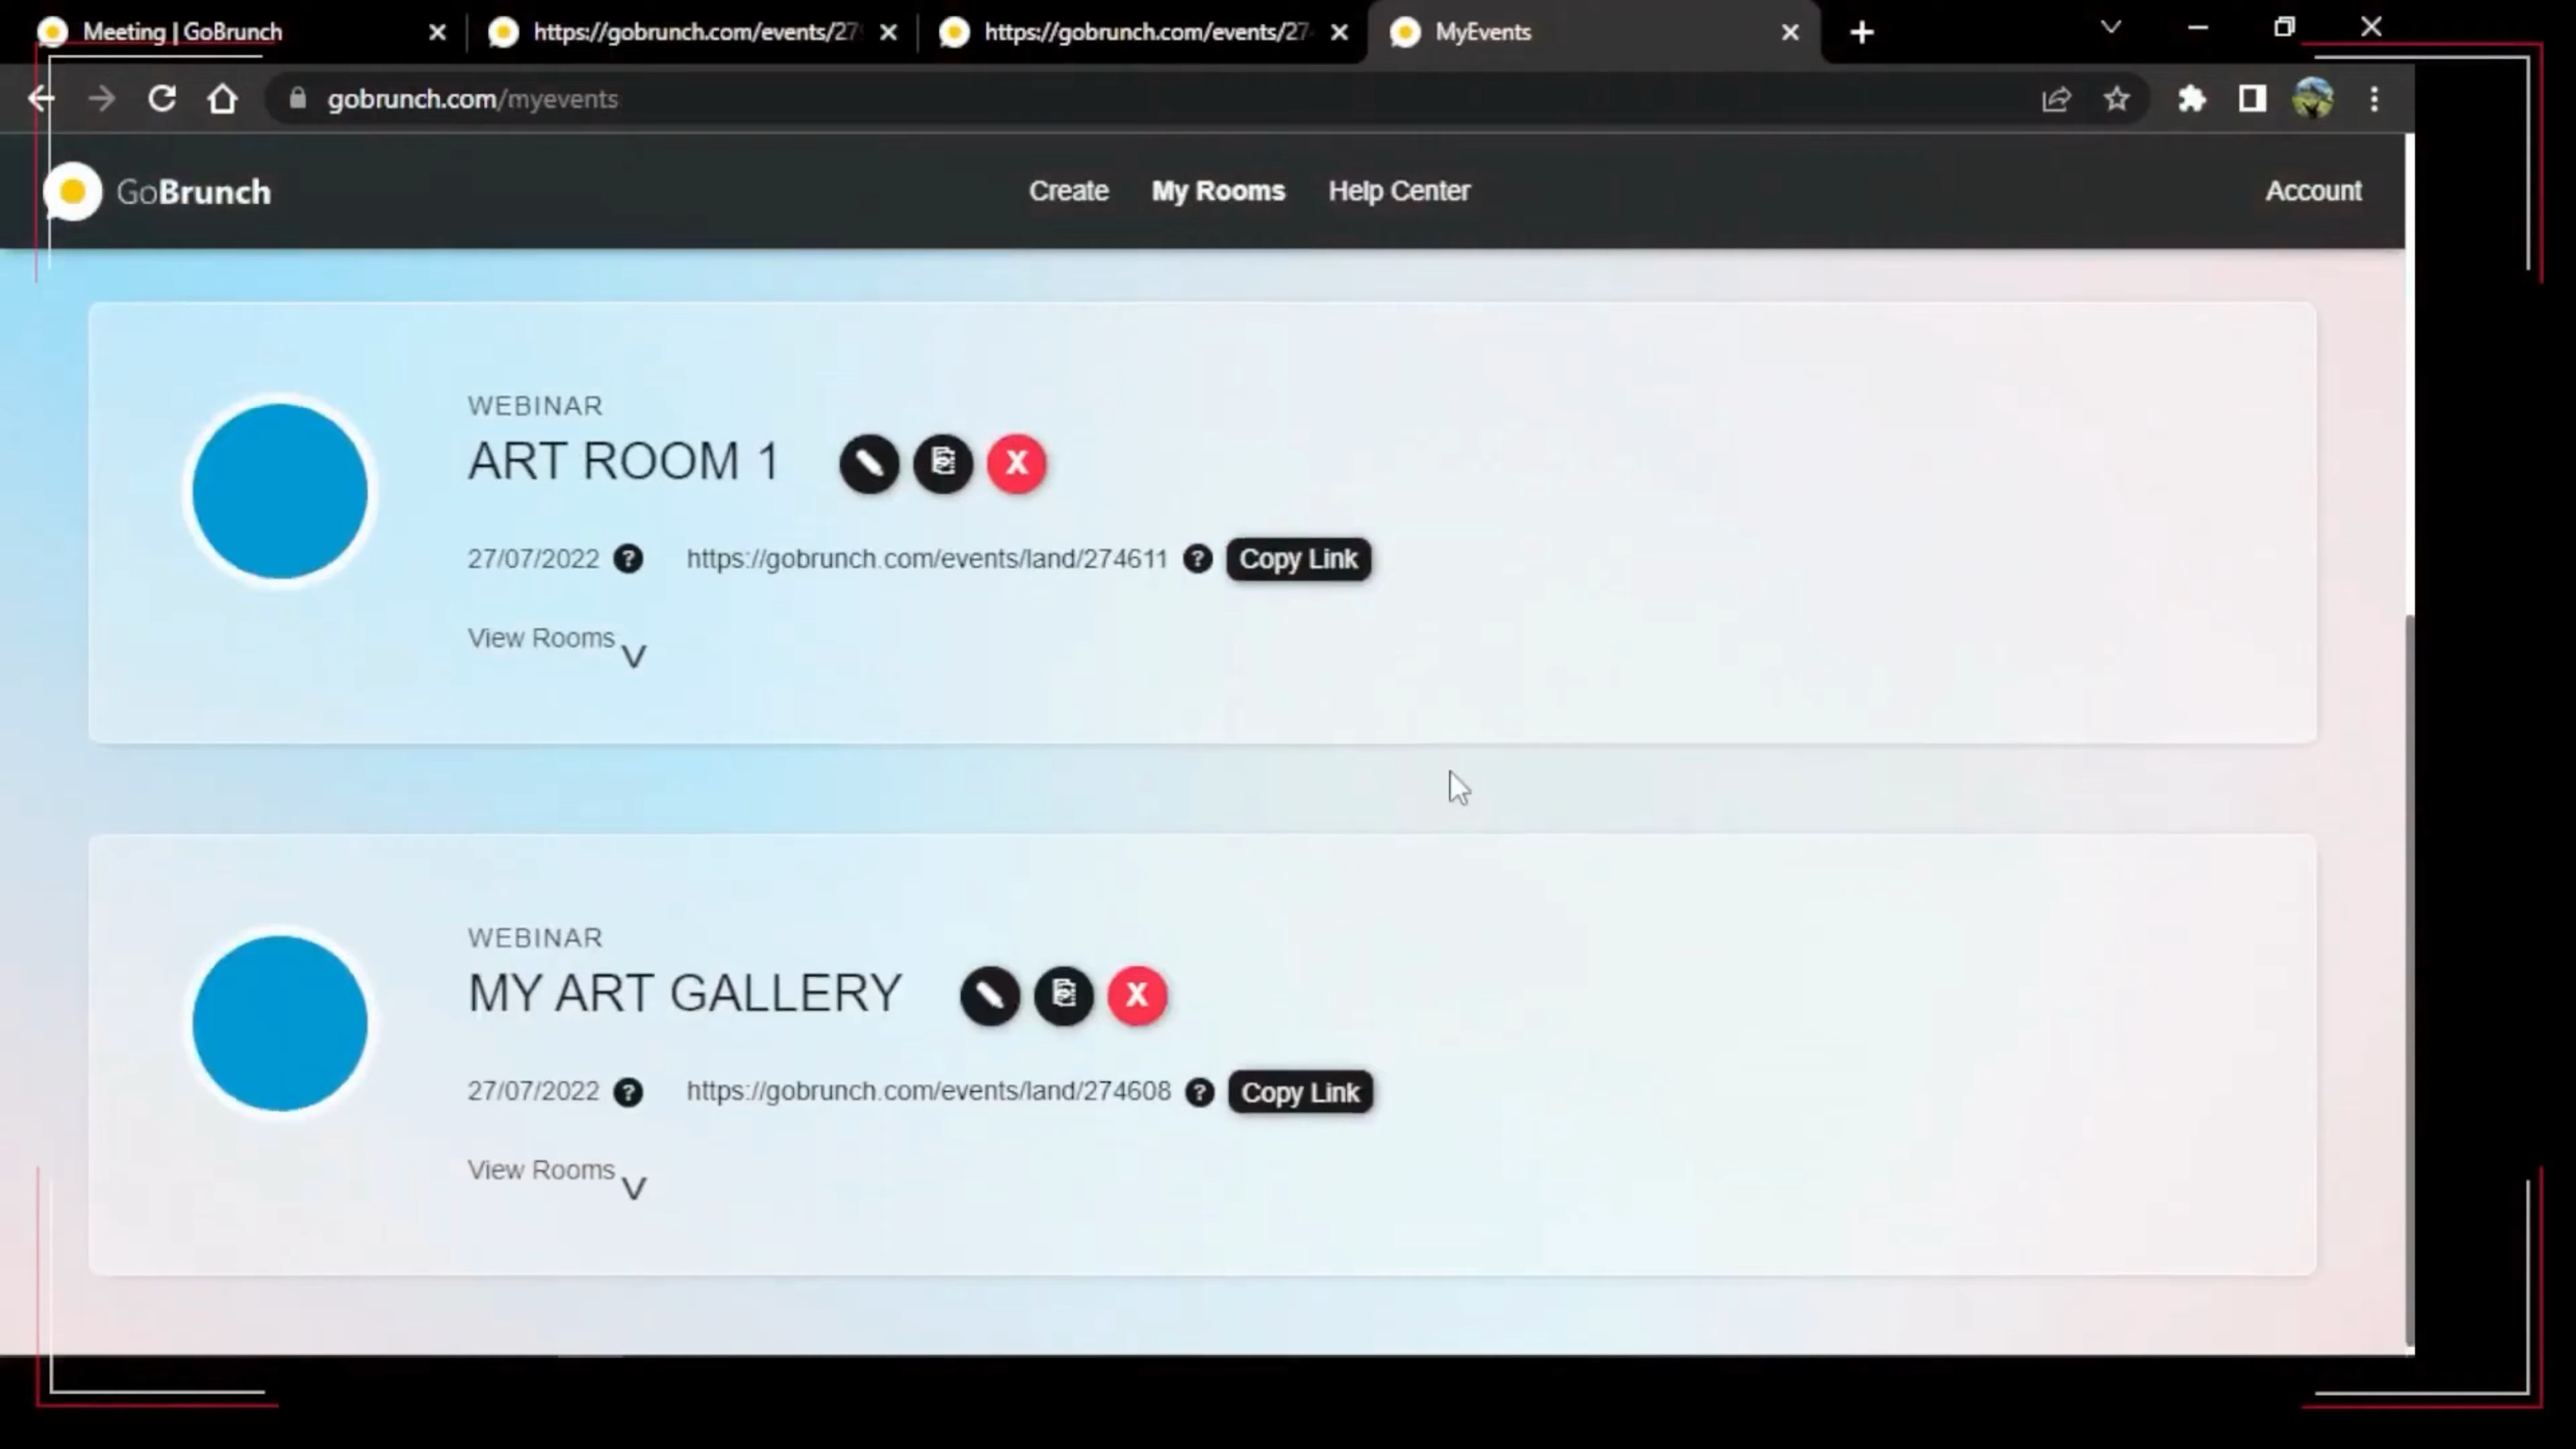 Meeting | GoBrunch
https://gobrunch.com/events/27
https://gobrunch.com/events/27
MyEvents
gobrunch.com/myevents
GoBrunch
Create
My Rooms
Help Center
Account
WEBINAR
ART ROOM 1
X
27/07/2022 ? https://gobrunch.com/events/land/274611 ? Copy Link
View Rooms V
WEBINAR
MY ART GALLERY
X
27/07/2022 ? https://gobrunch.com/events/land/274608 ? Copy Link
View Rooms V